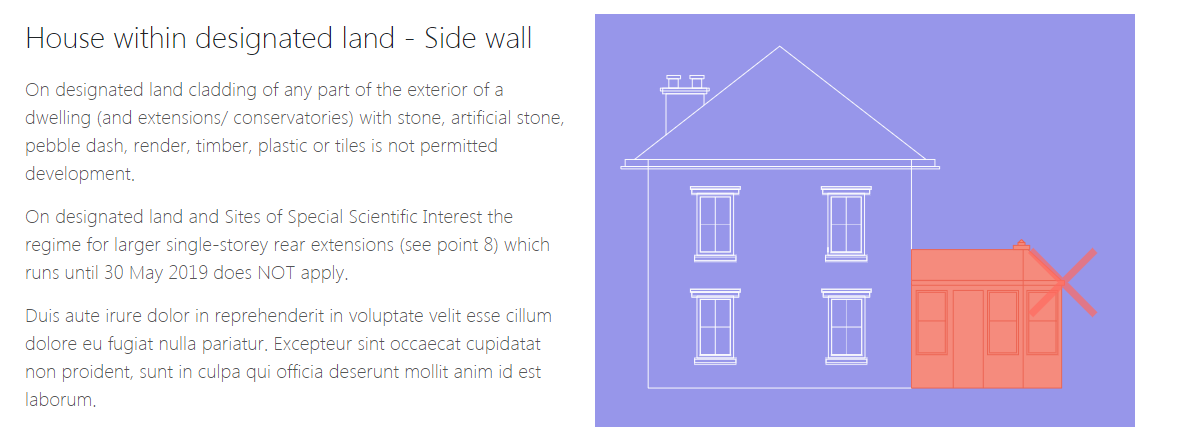 House within designated land - Side wall
On designated land cladding of any part of the exterior of a
dwelling (and extensions/ conservatories) with stone, artificial stone,
pebble dash, render, timber, plastic or tiles is not permitted
development.
On designated land and Sites of Special Scientific Interest the
regime for larger single-storey rear extensions (see point 8) which
runs until 30 May 2019 does NOT apply.
Duis aute irure dolor in reprehenderit in voluptate velit esse cillum
dolore eu fugiat nulla pariatur. Excepteur sint occaecat cupidatat
non proident, sunt in culpa qui officia deserunt mollit anim id est
laborum.